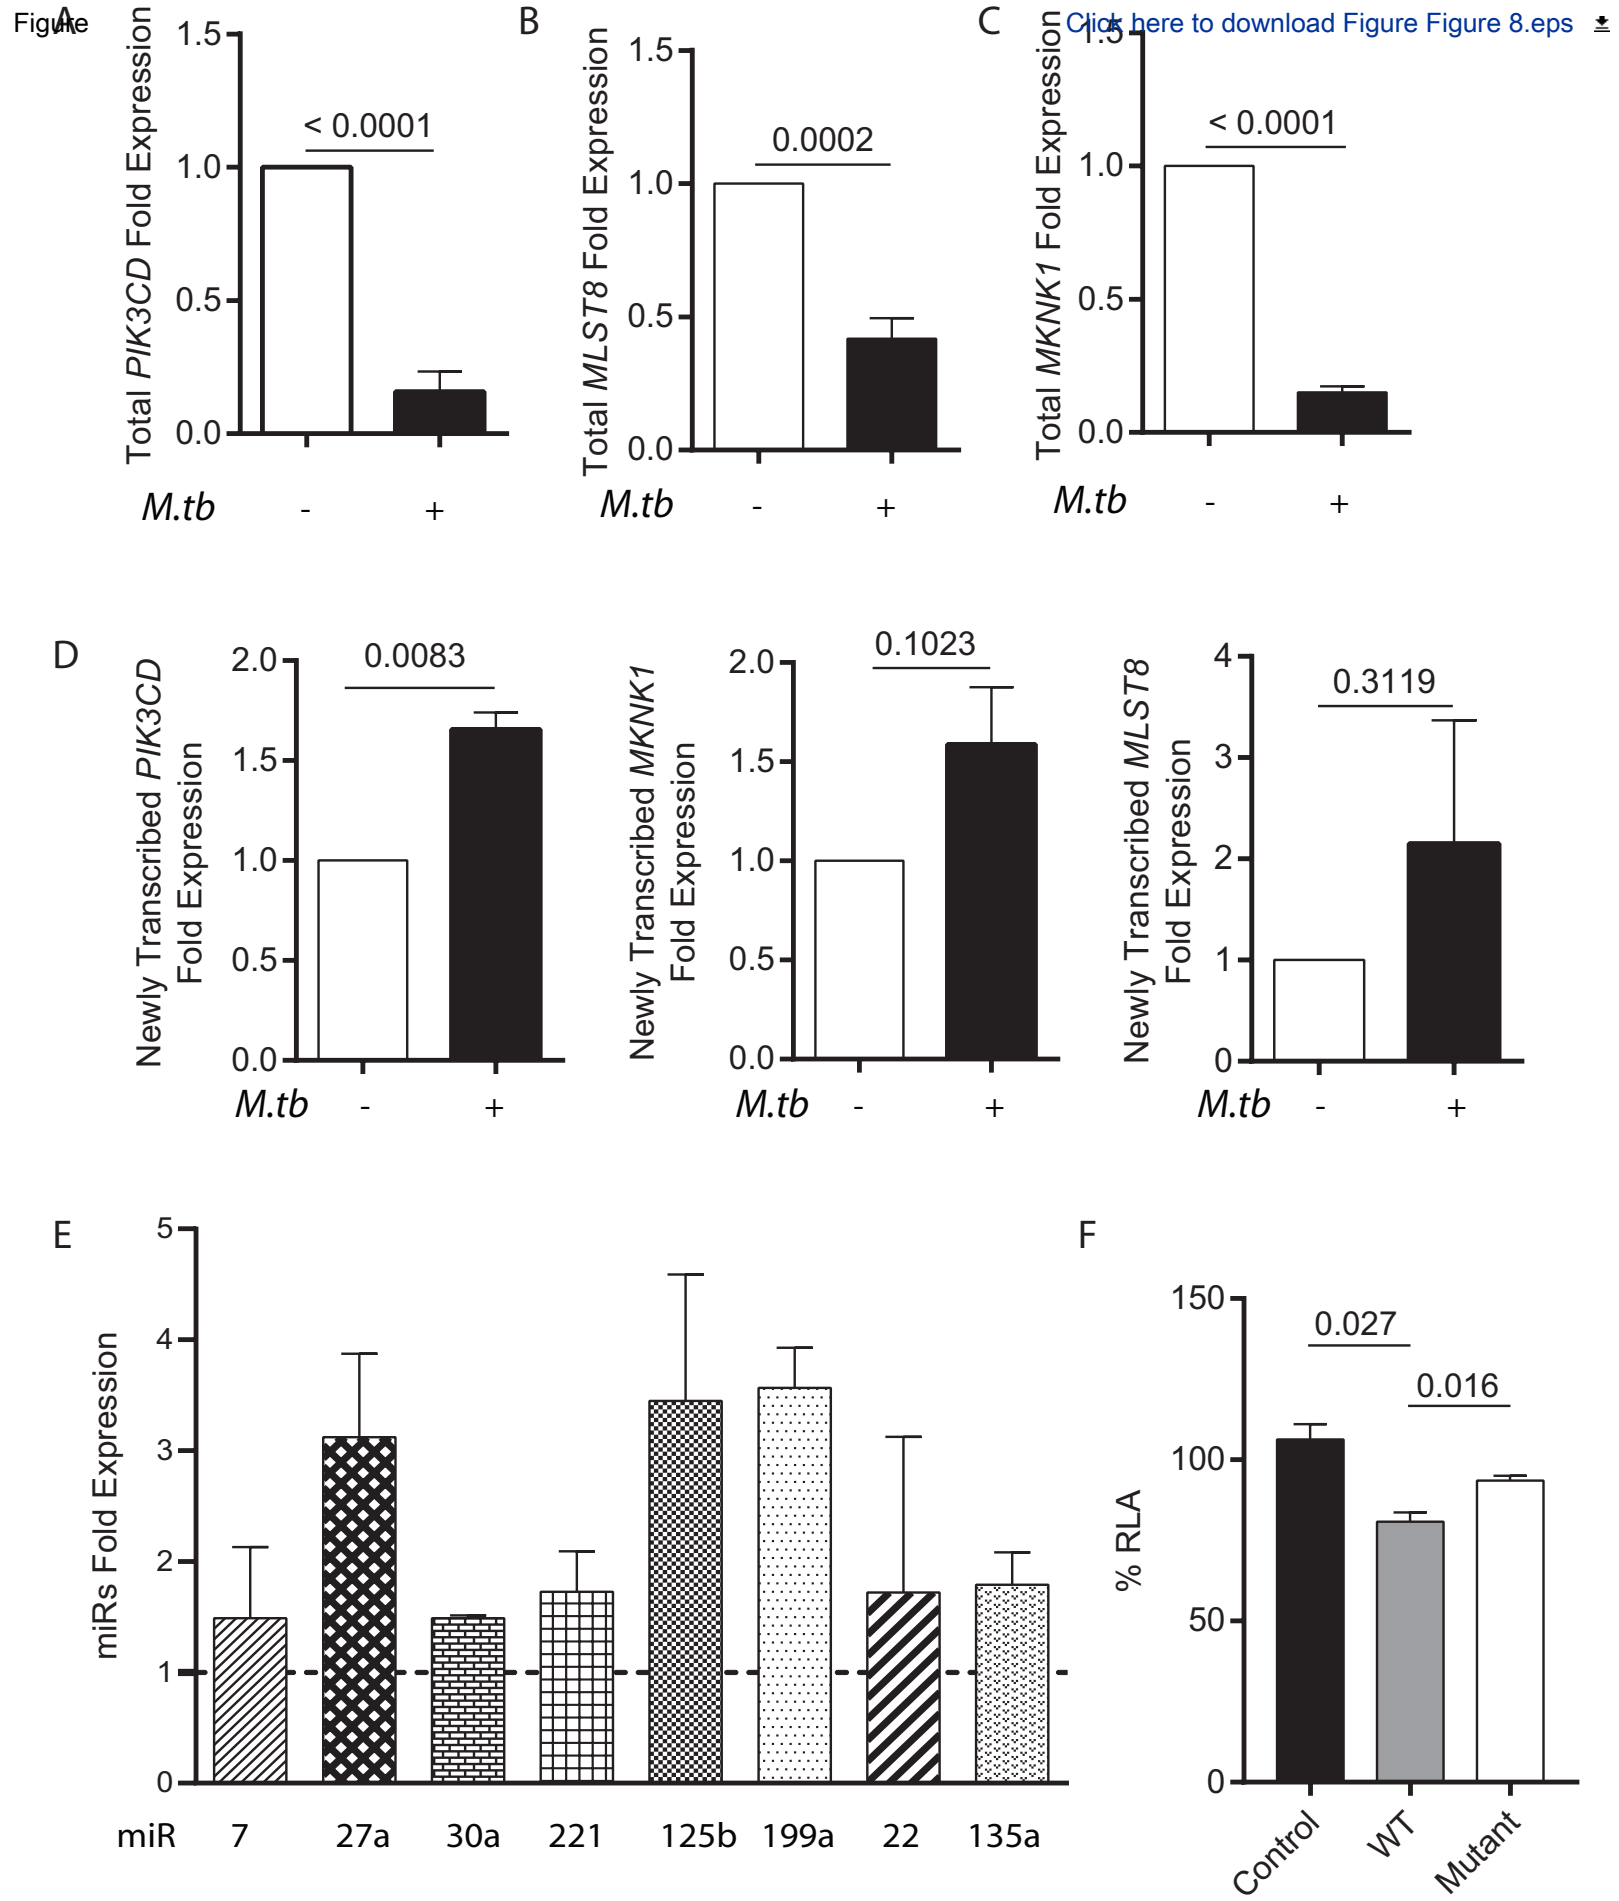 Figure
Click here to download Figure Figure 8.eps
A
Total PIK3CD Fold Expression
1.5
1.0
0.5
0.0
< 0.0001
M.tb - +
B
Total MLST8 Fold Expression
1.5
1.0
0.5
0.0
0.0002
M.tb - +
C
Total MKNK1 Fold Expression
1.5
1.0
0.5
0.0
< 0.0001
M.tb - +
D
Newly Transcribed PIK3CD
Fold Expression
2.0
1.5
1.0
0.5
0.0
0.0083
M.tb - +
Newly Transcribed MKNK1
Fold Expression
2.0
1.5
1.0
0.5
0.0
0.1023
M.tb - +
Newly Transcribed MLST8
Fold Expression
4
3
2
1
0
0.3119
M.tb - +
E
miRs Fold Expression
5
4
3
2
1
0
miR 7 27a 30a 221 125b 199a 22 135a
F
% RLA
150
100
50
0
0.027
0.016
Control WT Mutant